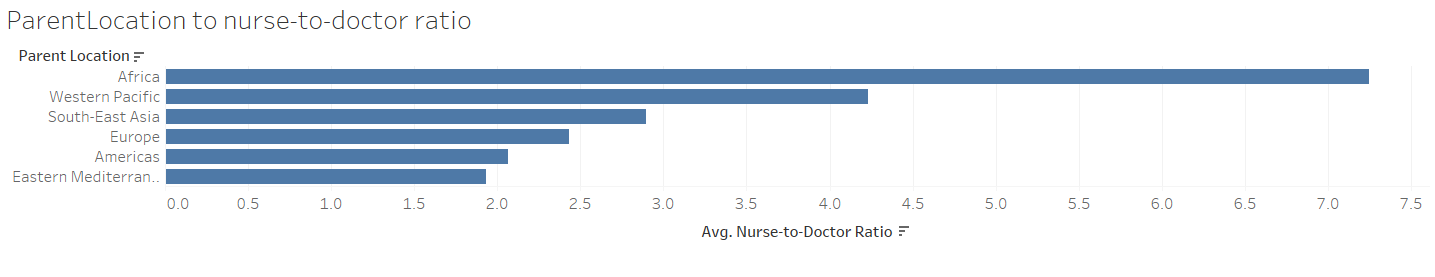 ParentLocation to nurse-to-doctor ratio
Parent Location
Africa
Western Pacific
South-East Asia
Europe
Americas
Eastern Mediterran..
0.0 0.5 1.0 1.5 2.0 2.5 3.0 3.5 4.0 4.5 5.0 5.5 6.0 6.5 7.0 7.5
Avg. Nurse-to-Doctor Ratio